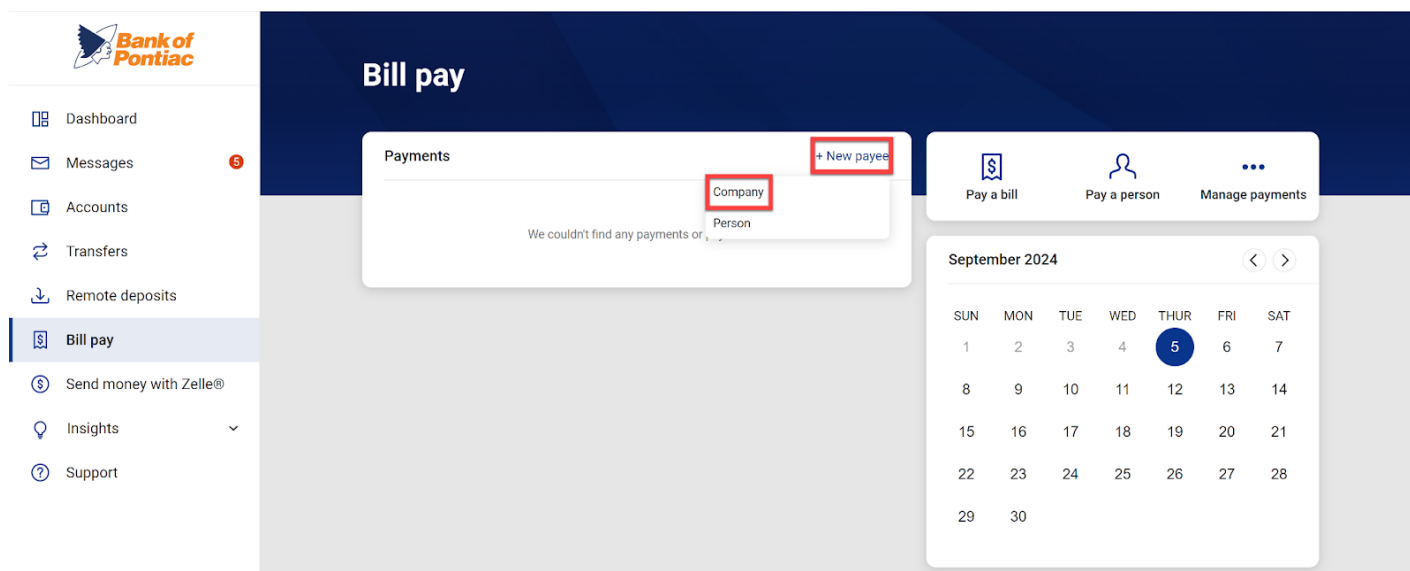 Bank of
Pontiac
Dashboard
Messages 5
Accounts
Transfers
Remote deposits
Bill pay
Send money with Zelle®
Insights
Support
Bill pay
Payments + New payee
Company
Person
We couldn't find any payments or
Pay a bill Pay a person Manage payments
September 2024
SUN MON TUE WED THUR FRI SAT
1 2 3 4 5 6 7
8 9 10 11 12 13 14
15 16 17 18 19 20 21
22 23 24 25 26 27 28
29 30